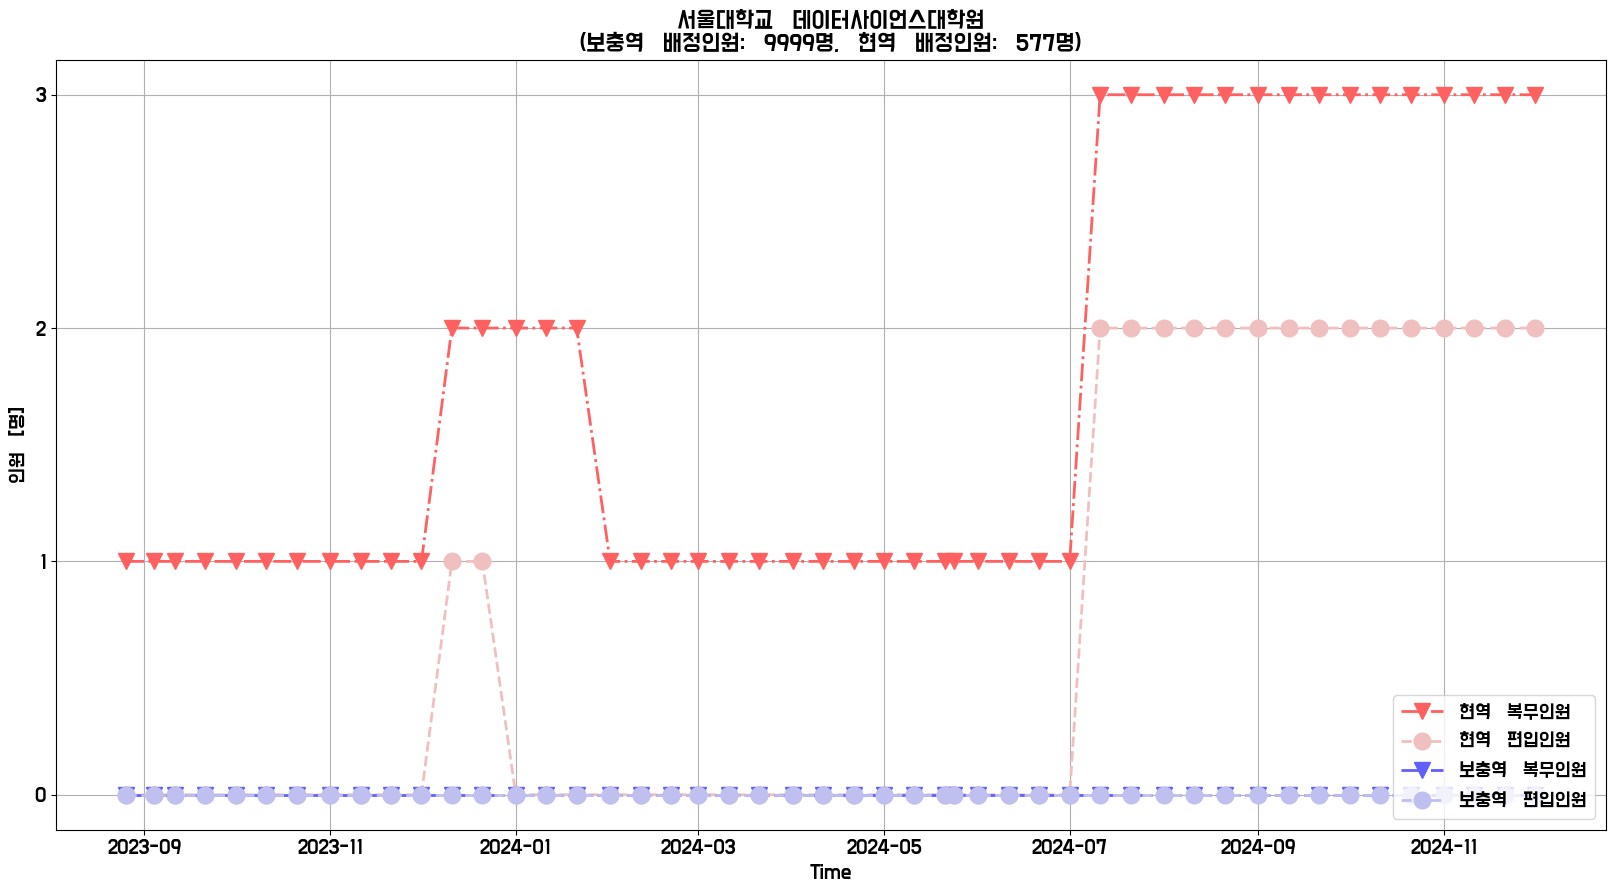 서울대학교 데이터사이언스대학원
(보충역 배정인원: 9999명, 현역 배정인원: 577명)
3
2
1
0
인원 [명]
2023-09
2023-11
2024-01
2024-03
2024-05
2024-07
2024-09
2024-11
Time
현역 복무인원
현역 편입인원
보충역 복무인원
보충역 편입인원